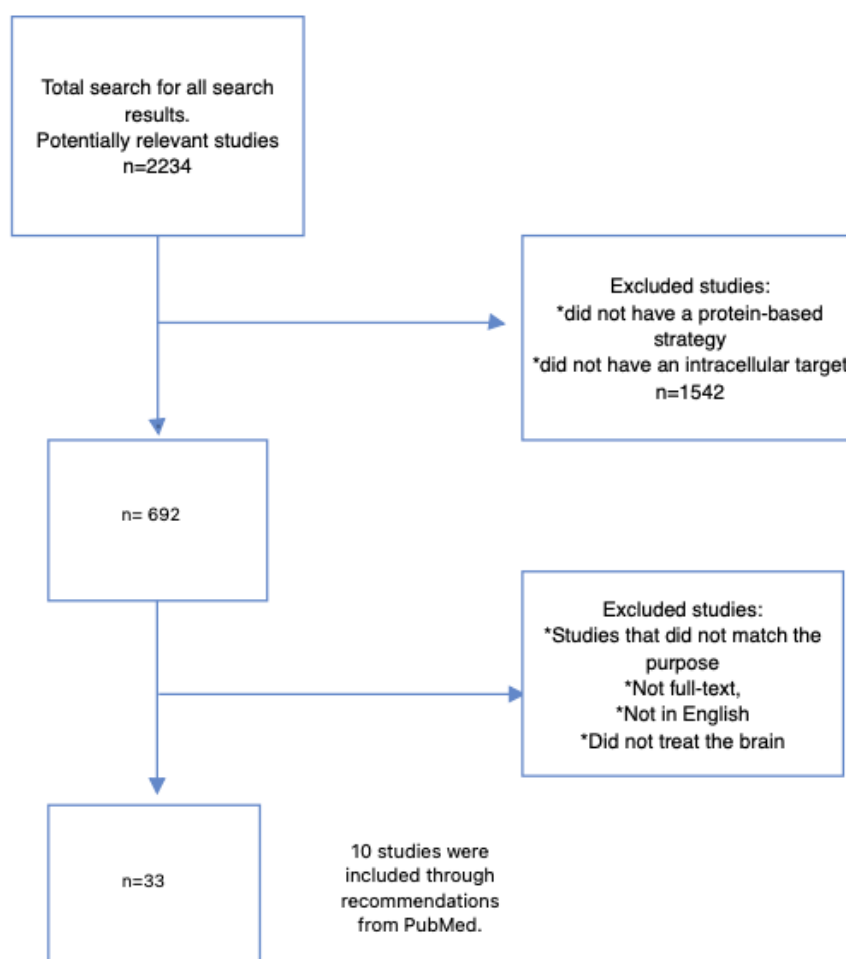 Total search for all search
results.
Potentially relevant studies
n=2234
Excluded studies:
*did not have a protein-based
strategy
*did not have an intracellular target
n=1542
n= 692
Excluded studies:
*Studies that did not match the
purpose
*Not full-text,
*Not in English
*Did not treat the brain
n=33
10 studies were
included through
recommendations
from PubMed.